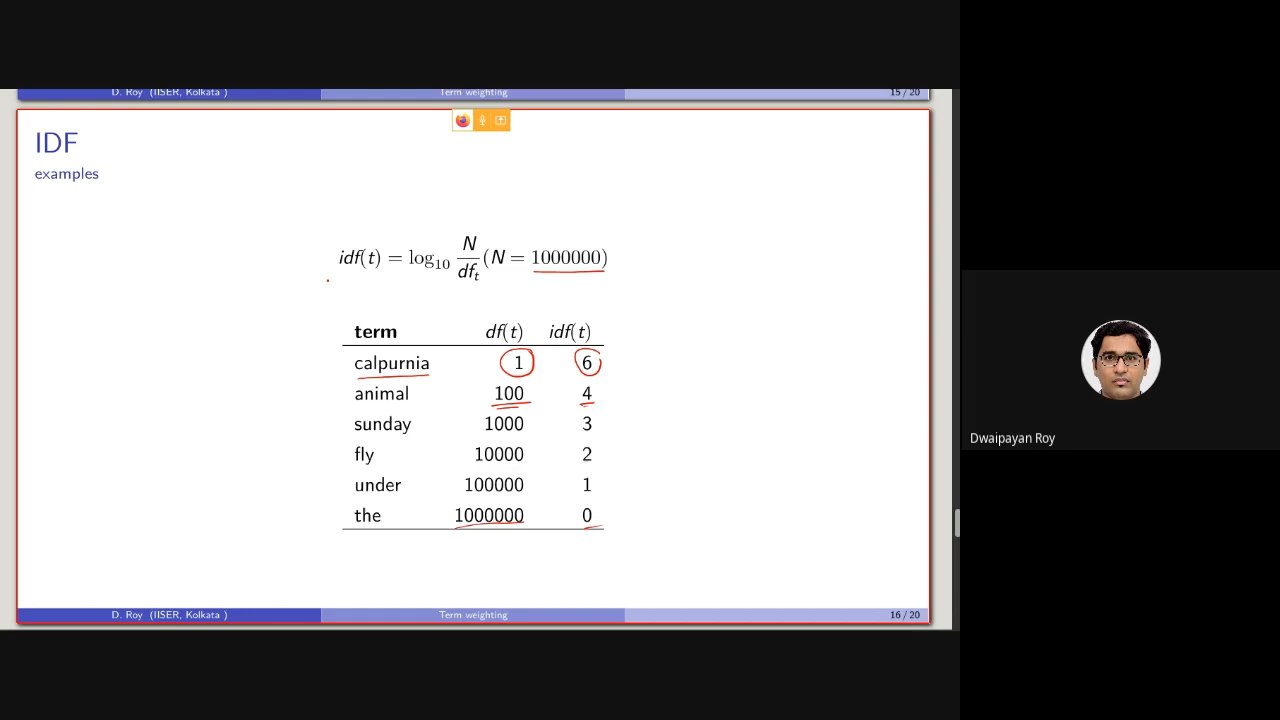 D. Roy (IISER, Kolkata ) Term weighting 15 / 20
IDF
examples
idf(t) = log₁₀ N/df_t (N = 1000000)
term df(t) idf(t)
calpurnia 1 6
animal 100 4
sunday 1000 3
fly 10000 2
under 100000 1
the 1000000 0
D. Roy (IISER, Kolkata ) Term weighting 16 / 20
Dwaipayan Roy